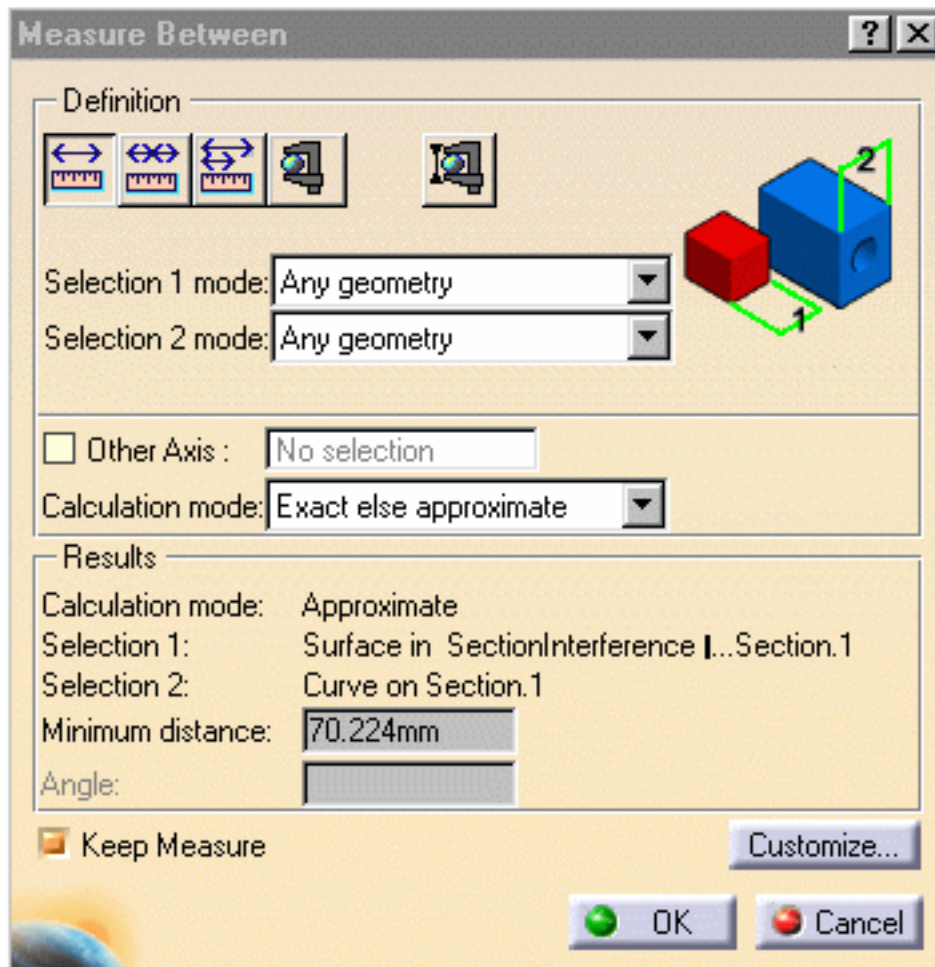 Measure Between
Definition
2
1
Selection 1 mode: Any geometry
Selection 2 mode: Any geometry
Other Axis : No selection
Calculation mode: Exact else approximate
Results
Calculation mode: Approximate
Selection 1: Surface in SectionInterference |...Section.1
Selection 2: Curve on Section.1
Minimum distance: 70.224mm
Angle:
Keep Measure
Customize...
OK Cancel